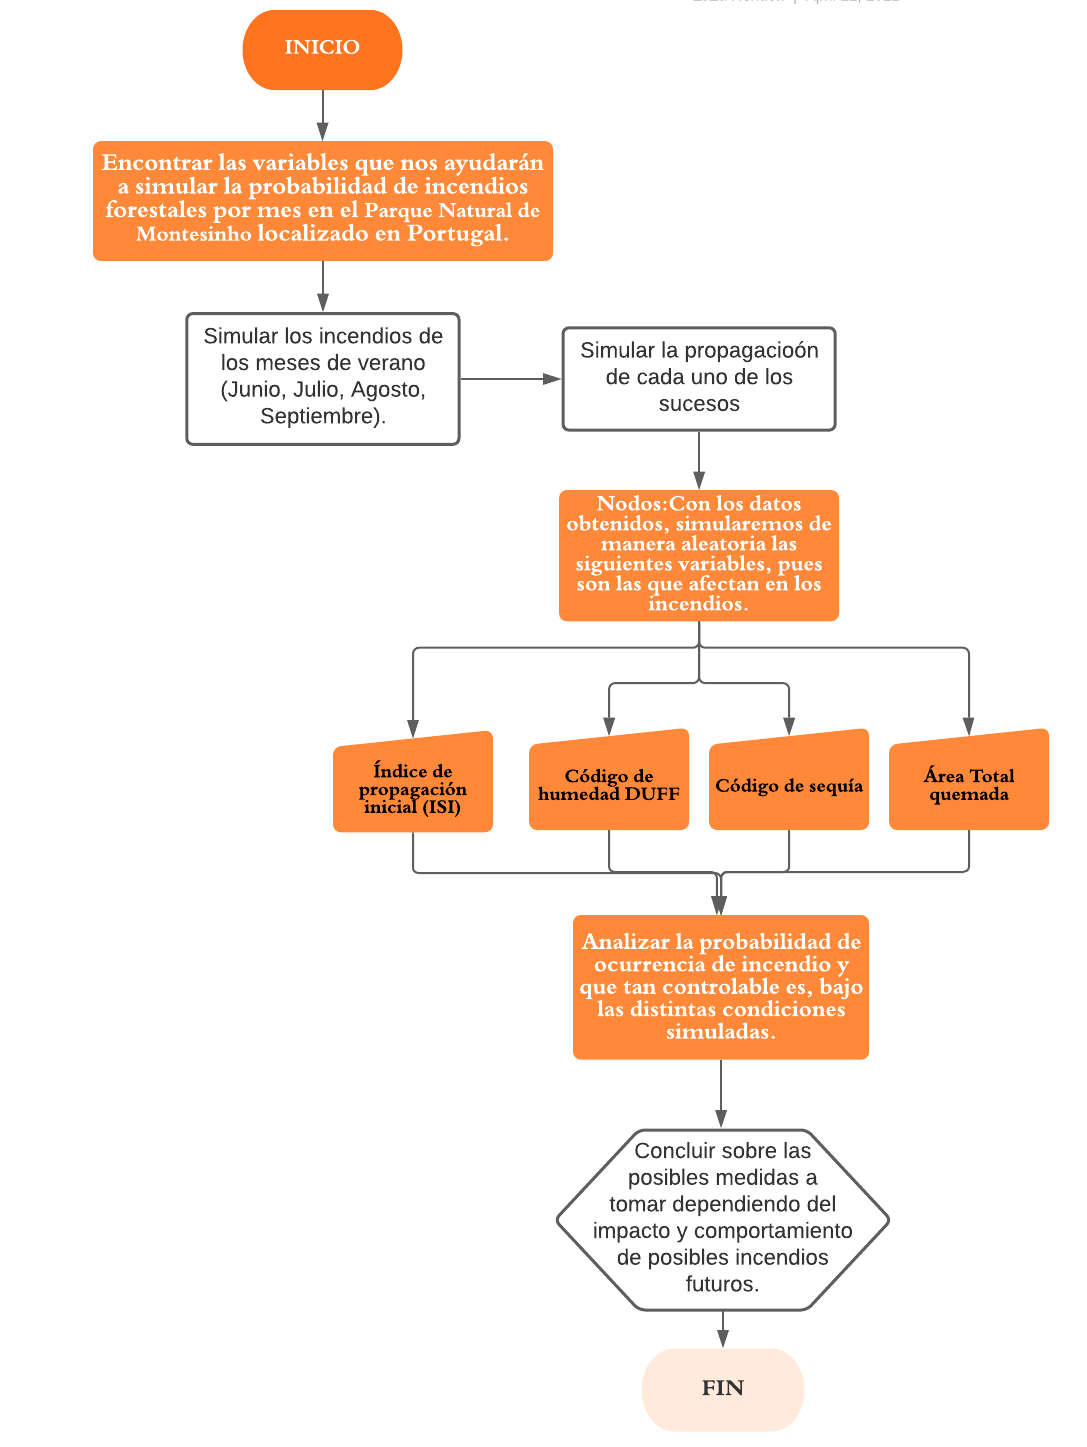 INICIO
Encontrar las variables que nos ayudarán
a simular la probabilidad de incendios
forestales por mes en el Parque Natural de
Montesinho localizado en Portugal.
Simular los incendios de
los meses de verano
(Junio, Julio, Agosto,
Septiembre).
Simular la propagacioón
de cada uno de los
sucesos
Nodos:Con los datos
obtenidos, simularemos de
manera aleatoria las
siguientes variables, pues
son las que afectan en los
incendios.
Índice de
propagación
inicial (ISI)
Código de
humedad DUFF
Código de sequía
Área Total
quemada
Analizar la probabilidad de
ocurrencia de incendio y
que tan controlable es, bajo
las distintas condiciones
simuladas.
Concluir sobre las
posibles medidas a
tomar dependiendo del
impacto y comportamiento
de posibles incendios
futuros.
FIN